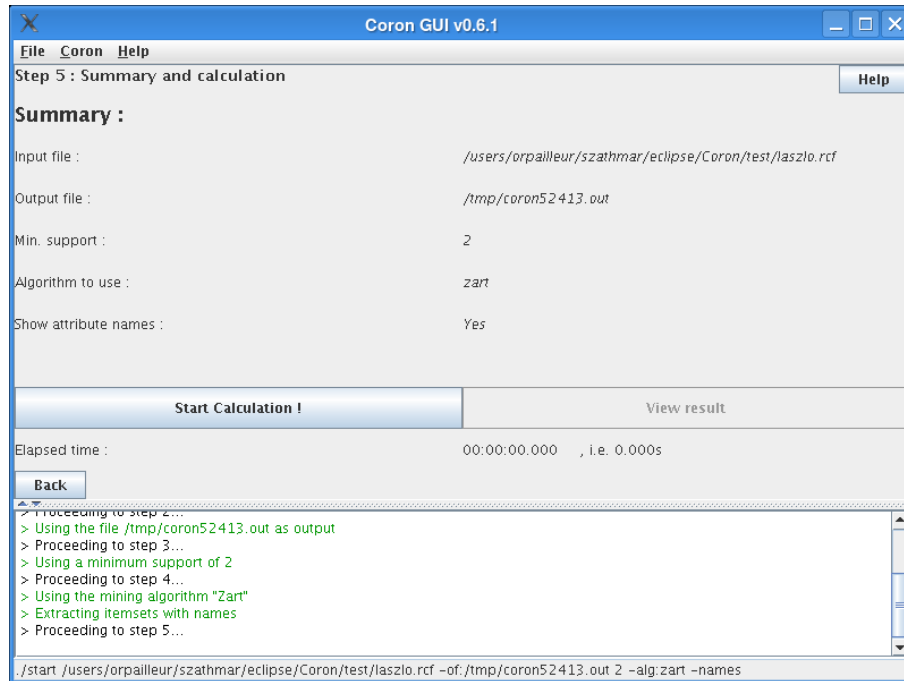 Coron GUI v0.6.1
File Coron Help
Step 5 : Summary and calculation
Help
Summary :
Input file : /users/orpailleur/szathmar/eclipse/Coron/test/laszlo.rcf
Output file : /tmp/coron52413.out
Min. support : 2
Algorithm to use : zart
Show attribute names : Yes
Start Calculation ! View result
Elapsed time : 00:00:00.000 , i.e. 0.000s
Back
> Proceeding to step 2...
> Using the file /tmp/coron52413.out as output
> Proceeding to step 3...
> Using a minimum support of 2
> Proceeding to step 4...
> Using the mining algorithm "Zart"
> Extracting itemsets with names
> Proceeding to step 5...
./start /users/orpailleur/szathmar/eclipse/Coron/test/laszlo.rcf -of:/tmp/coron52413.out 2 -alg:zart -names